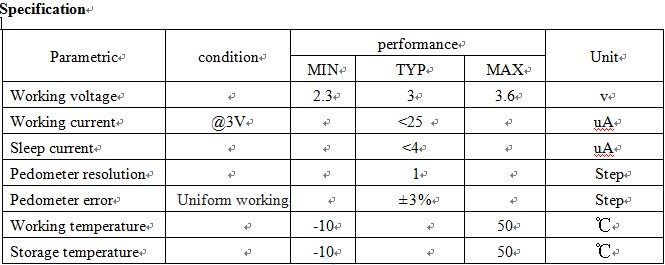 Specification
Parametric condition performance Unit
MIN TYP MAX
Working voltage 2.3 3 3.6 v
Working current @3V <25 uA
Sleep current <4 uA
Pedometer resolution 1 Step
Pedometer error Uniform working ±3% Step
Working temperature -10 50 ℃
Storage temperature -10 50 ℃